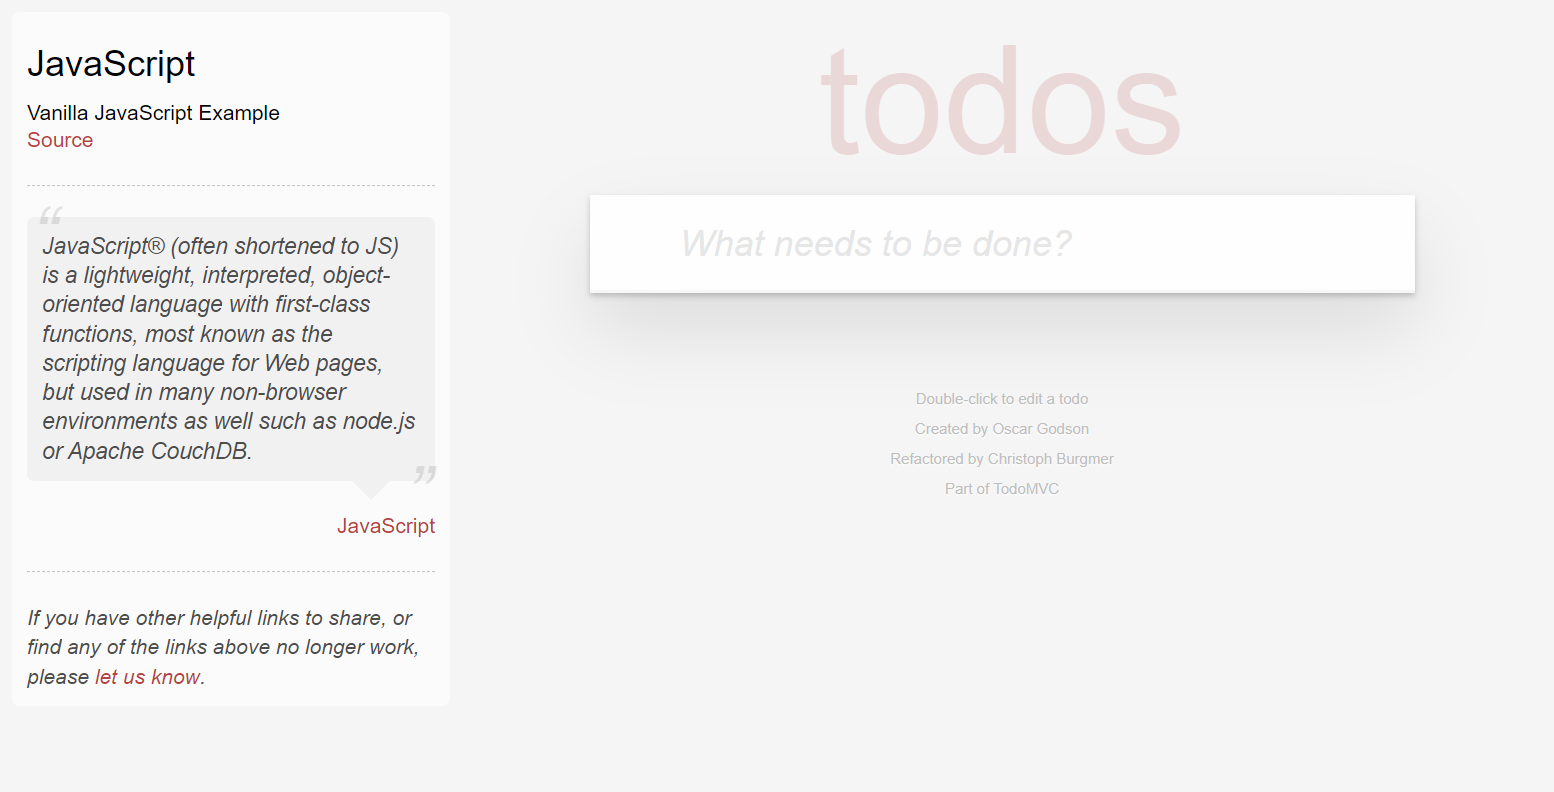 JavaScript
Vanilla JavaScript Example
Source
“
JavaScript® (often shortened to JS)
is a lightweight, interpreted, object-
oriented language with first-class
functions, most known as the
scripting language for Web pages,
but used in many non-browser
environments as well such as node.js
or Apache CouchDB.
”
JavaScript
If you have other helpful links to share, or
find any of the links above no longer work,
please let us know.
todos
What needs to be done?
Double-click to edit a todo
Created by Oscar Godson
Refactored by Christoph Burgmer
Part of TodoMVC